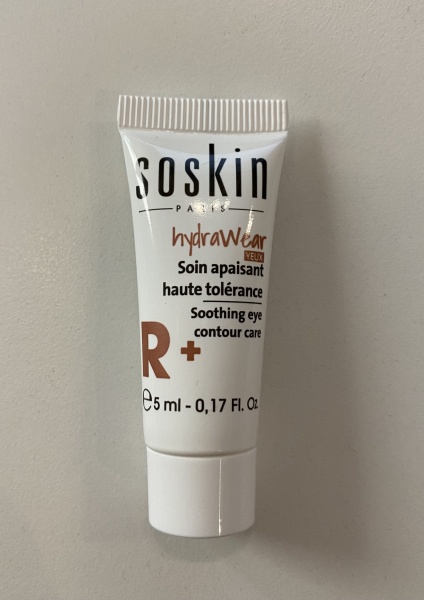 soskin
PARIS
hydraWear
YEUX
Soin apaisant
haute tolérance
Soothing eye
contour care
R+
℮ 5 ml - 0,17 Fl. Oz.